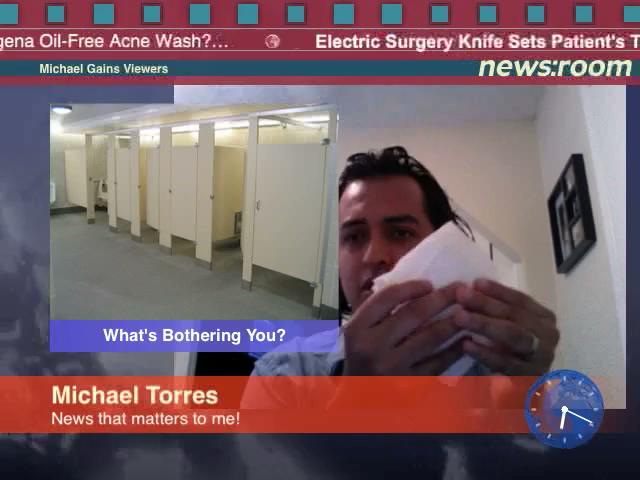 gena Oil-Free Acne Wash?...
Electric Surgery Knife Sets Patient's T
Michael Gains Viewers
news:room
What's Bothering You?
Michael Torres
News that matters to me!